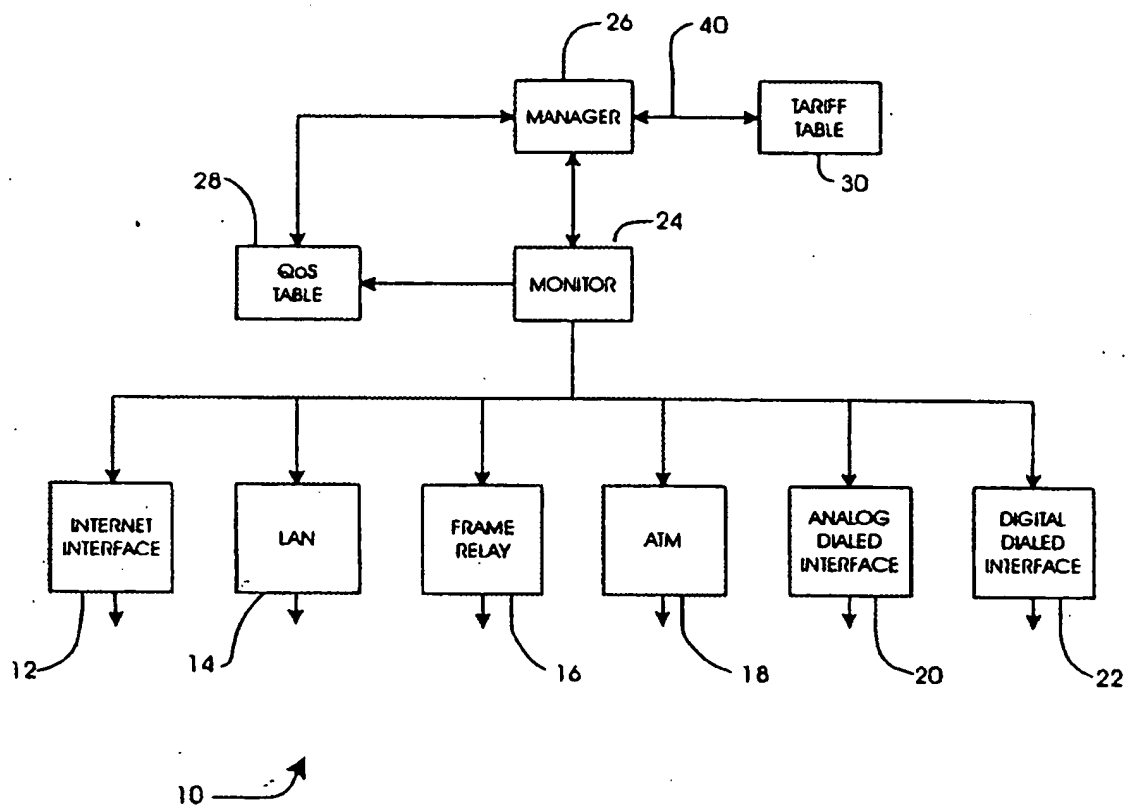 26
40
MANAGER
TARIFF
TABLE
30
28
24
QoS
TABLE
MONITOR
INTERNET
INTERFACE
LAN
FRAME
RELAY
ATM
ANALOG
DIALED
INTERFACE
DIGITAL
DIALED
INTERFACE
12
14
16
18
20
22
10